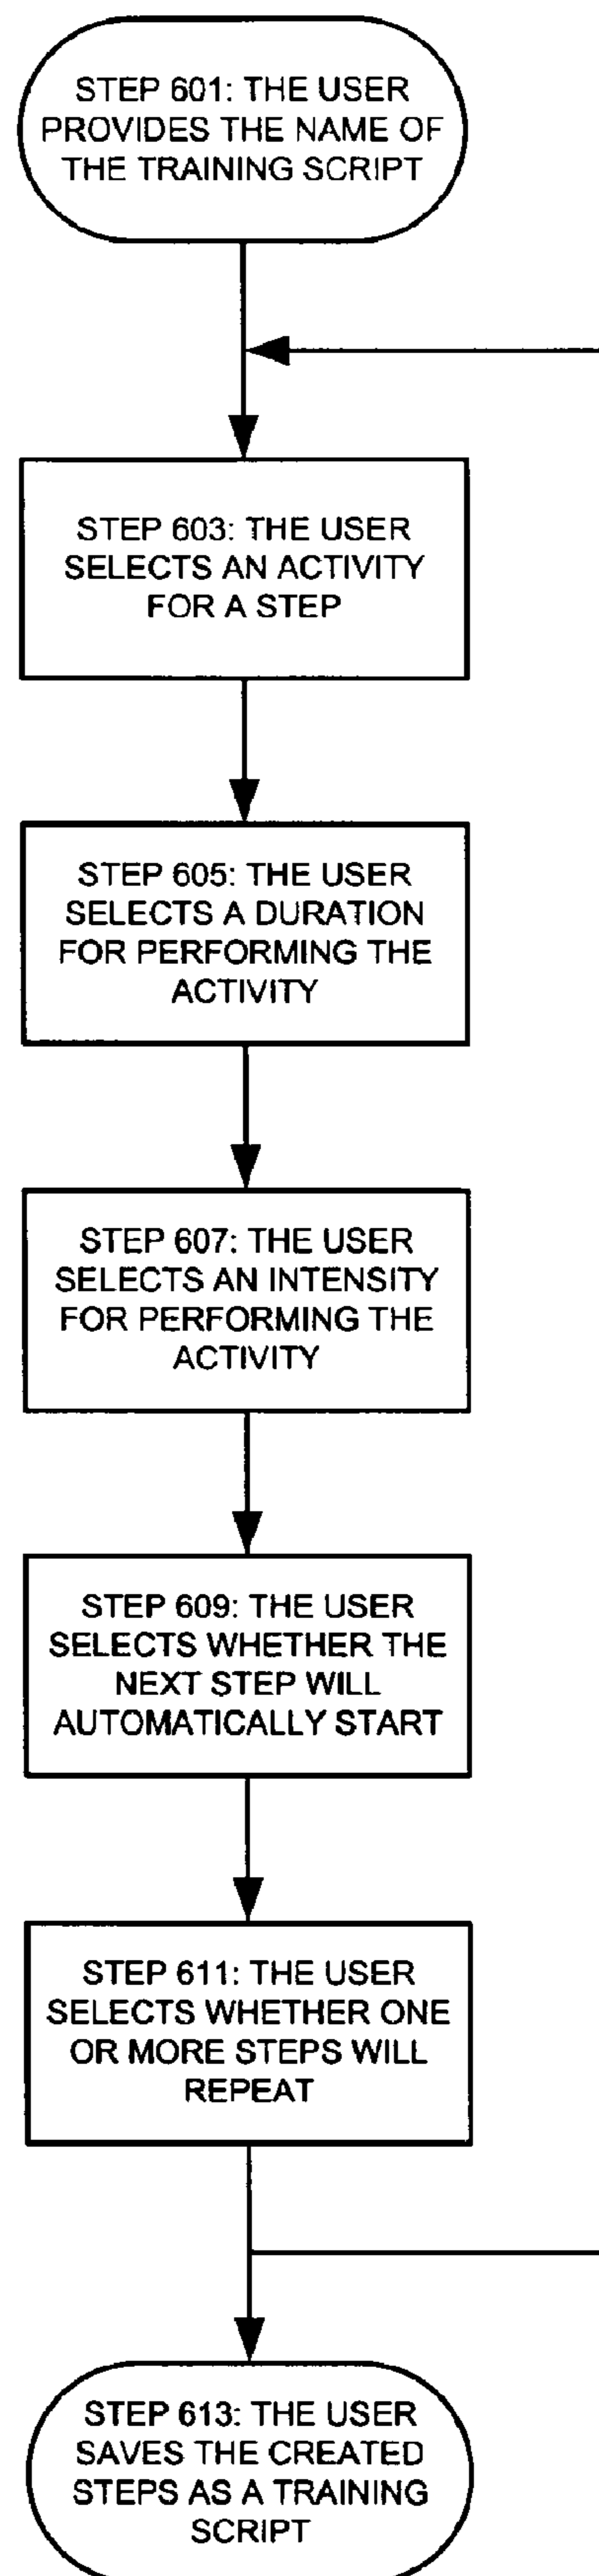 STEP 601: THE USER
PROVIDES THE NAME OF
THE TRAINING SCRIPT
STEP 603: THE USER
SELECTS AN ACTIVITY
FOR A STEP
STEP 605: THE USER
SELECTS A DURATION
FOR PERFORMING THE
ACTIVITY
STEP 607: THE USER
SELECTS AN INTENSITY
FOR PERFORMING THE
ACTIVITY
STEP 609: THE USER
SELECTS WHETHER THE
NEXT STEP WILL
AUTOMATICALLY START
STEP 611: THE USER
SELECTS WHETHER ONE
OR MORE STEPS WILL
REPEAT
STEP 613: THE USER
SAVES THE CREATED
STEPS AS A TRAINING
SCRIPT